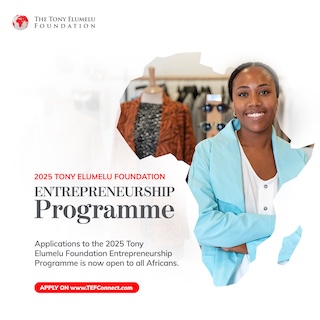 THE TONY ELUMELU
FOUNDATION
2025 TONY ELUMELU FOUNDATION
ENTREPRENEURSHIP
Programme
Applications to the 2025 Tony
Elumelu Foundation Entrepreneurship
Programme is now open to all Africans.
APPLY ON www.TEFConnect.com